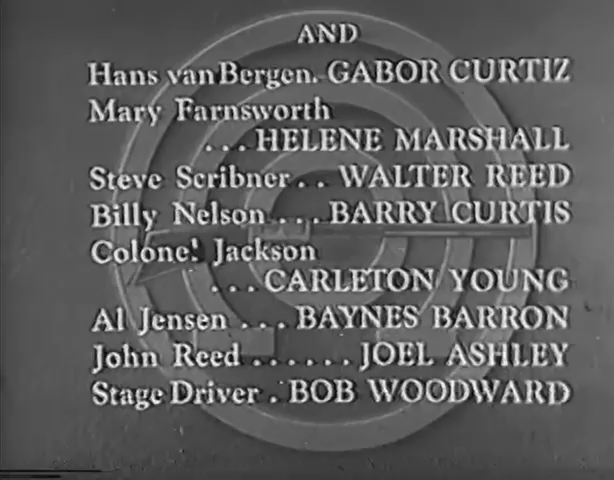 AND
Hans van Bergen. GABOR CURTIZ
Mary Farnsworth
...HELENE MARSHALL
Steve Scribner.. WALTER REED
Billy Nelson... BARRY CURTIS
Colonel Jackson
...CARLETON YOUNG
Al Jensen ... BAYNES BARRON
John Reed ...... JOEL ASHLEY
Stage Driver . BOB WOODWARD